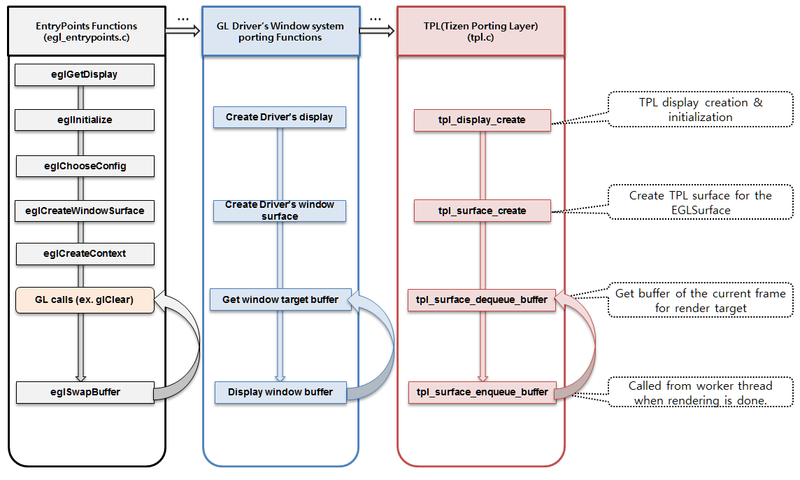 EntryPoints Functions
(egl_entrypoints.c)
...
GL Driver's Window system
porting Functions
...
TPL(Tizen Porting Layer)
(tpl.c)
eglGetDisplay
eglInitialize
eglChooseConfig
eglCreateWindowSurface
eglCreateContext
GL calls (ex. glClear)
eglSwapBuffer
Create Driver's display
Create Driver's window
surface
Get window target buffer
Display window buffer
tpl_display_create
tpl_surface_create
tpl_surface_dequeue_buffer
tpl_surface_enqueue_buffer
TPL display creation &
initialization
Create TPL surface for the
EGLSurface
Get buffer of the current frame
for render target
Called from worker thread
when rendering is done.